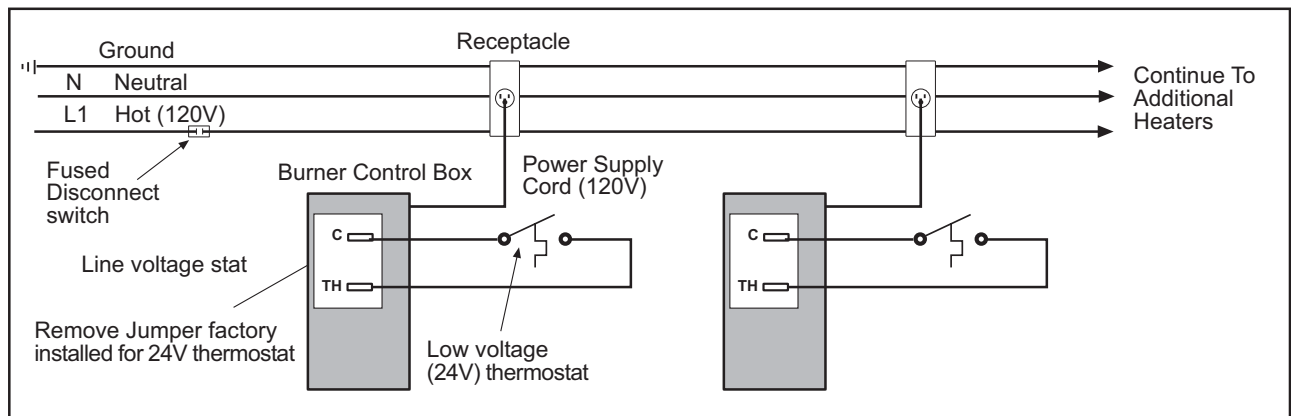 Ground
Receptacle
N Neutral
L1 Hot (120V)
Continue To
Additional
Heaters
Fused
Disconnect
switch
Burner Control Box
Power Supply
Cord (120V)
C
C
Line voltage stat
TH
TH
Remove Jumper factory
installed for 24V thermostat
Low voltage
(24V) thermostat